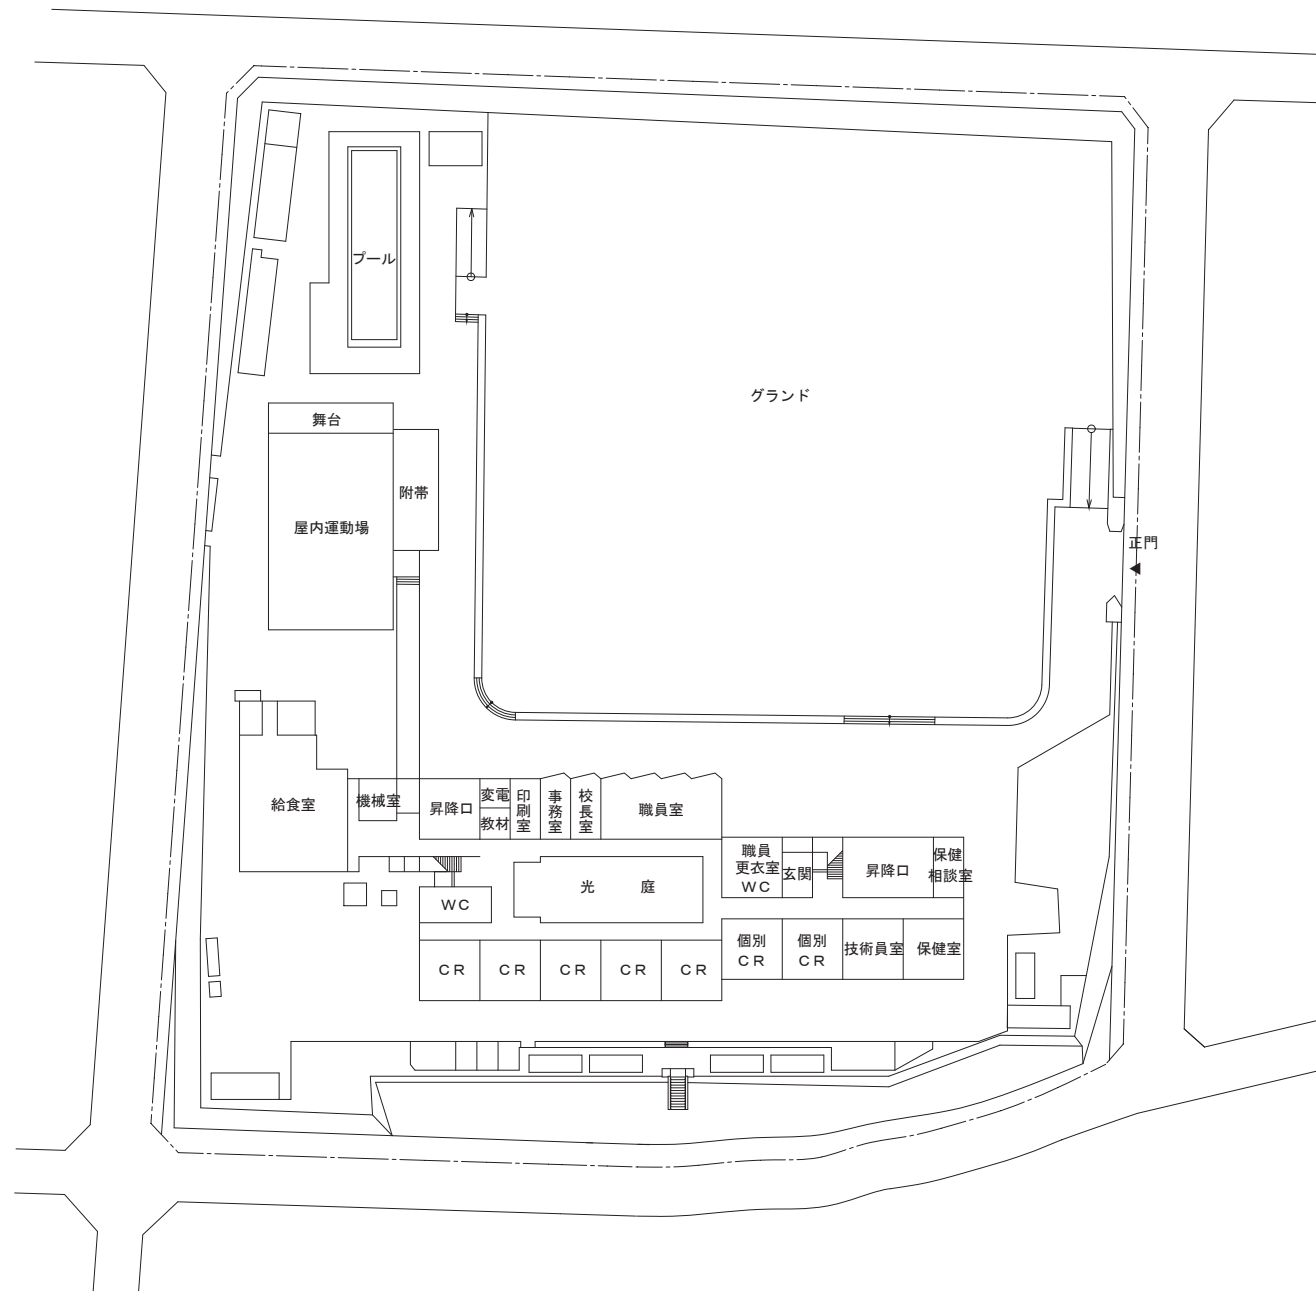 プール
グランド
舞台
附帯
屋内運動場
正門
給食室
機械室
昇降口
変電
教材
印刷室
事務室
校長室
職員室
職員
更衣室
WC
玄関
昇降口
保健
相談室
WC
光 庭
CR
CR
CR
CR
CR
個別
CR
個別
CR
技術員室
保健室